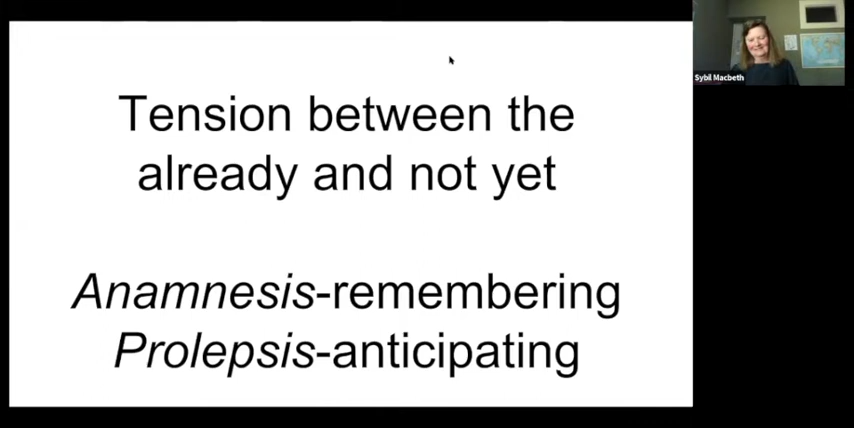 Tension between the
already and not yet
Anamnesis-remembering
Prolepsis-anticipating
Sybil Macbeth